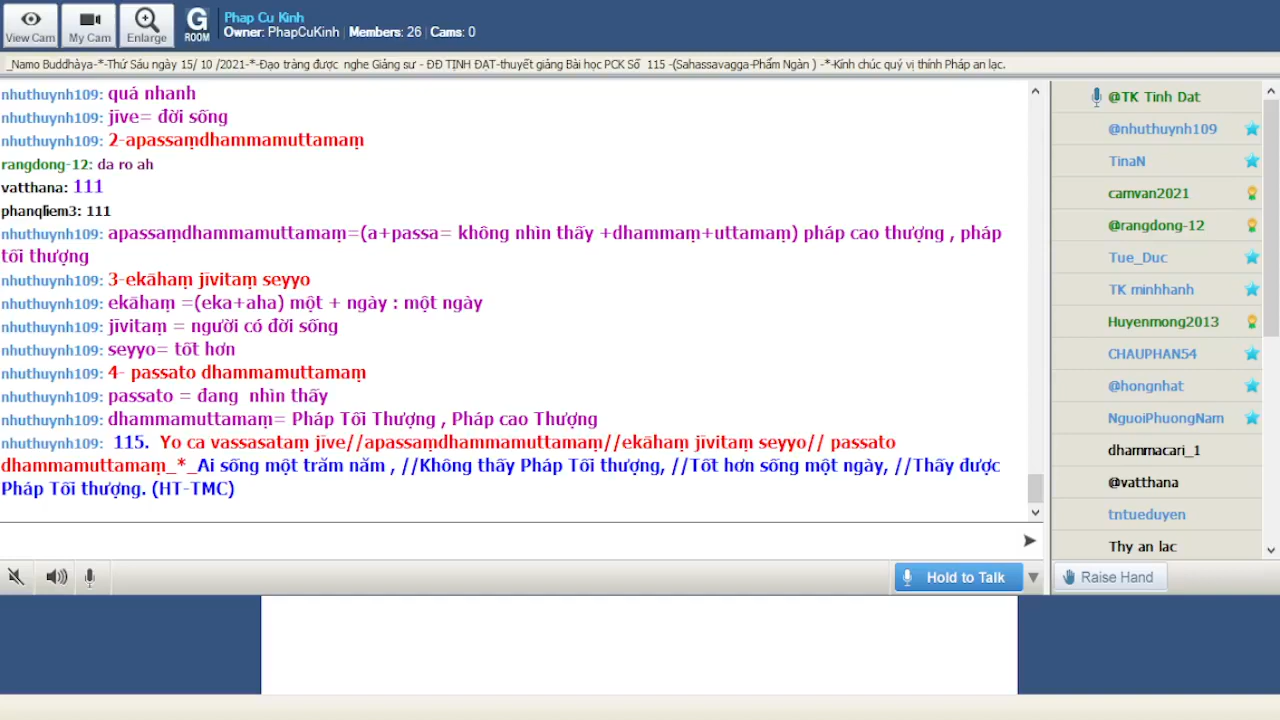 View Cam
My Cam
Enlarge
G
ROOM
Phap Cu Kinh
Owner: PhapCuKinh | Members: 26 | Cams: 0
_Namo Buddhàya-*-Thứ Sáu ngày 15/ 10 /2021-*-Đạo tràng được nghe Giảng sư - ĐĐ TỊNH ĐẠT-thuyết giảng Bài học PCK Số 115 -(Sahassavagga-Phẩm Ngàn ) -*-Kính chúc quý vị thính Pháp an lạc.
nhuthuynh109: quá nhanh
nhuthuynh109: jīve= đời sống
nhuthuynh109: 2-apassaṃdhammamuttamaṃ
rangdong-12: da ro ah
vatthana: 111
phanqliem3: 111
nhuthuynh109: apassaṃdhammamuttamaṃ=(a+passa= không nhìn thấy +dhammaṃ+uttamaṃ) pháp cao thượng , pháp
tối thượng
nhuthuynh109: 3-ekāhaṃ jīvitaṃ seyyo
nhuthuynh109: ekāhaṃ =(eka+aha) một + ngày : một ngày
nhuthuynh109: jīvitaṃ = người có đời sống
nhuthuynh109: seyyo= tốt hơn
nhuthuynh109: 4- passato dhammamuttamaṃ
nhuthuynh109: passato = đang nhìn thấy
nhuthuynh109: dhammamuttamaṃ= Pháp Tối Thượng , Pháp cao Thượng
nhuthuynh109: 115. Yo ca vassasataṃ jīve//apassaṃdhammamuttamaṃ//ekāhaṃ jīvitaṃ seyyo// passato
dhammamuttamaṃ_*_Ai sống một trăm năm , //Không thấy Pháp Tối thượng, //Tốt hơn sống một ngày, //Thấy được
Pháp Tối thượng. (HT-TMC)
@TK Tinh Dat
@nhuthuynh109
TinaN
camvan2021
@rangdong-12
Tue_Duc
TK minhhanh
Huyenmong2013
CHAUPHAN54
@hongnhat
NguoiPhuongNam
dhammacari_1
@vatthana
tntueduyen
Thy an lac
Hold to Talk
Raise Hand